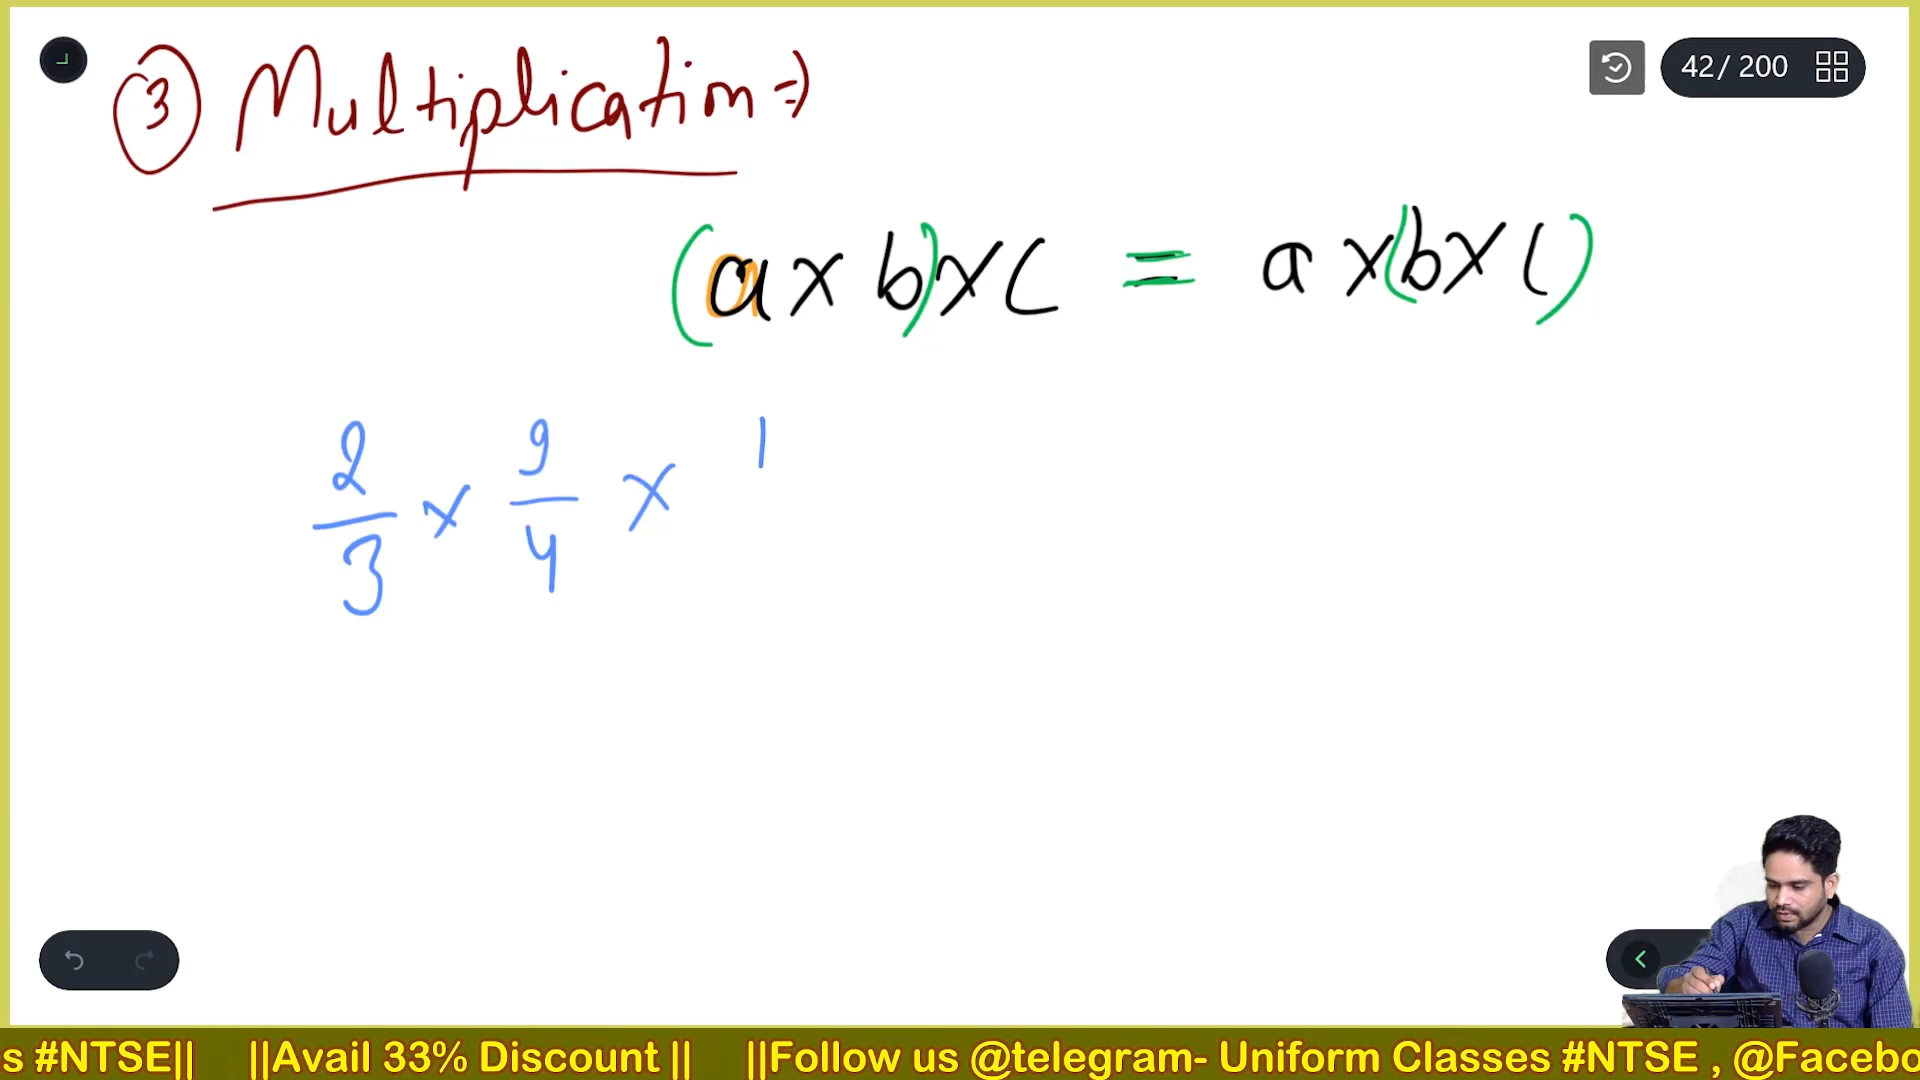 ③ Multiplication ⇒
42 / 200
(a x b) x c = a x (b x c)
2/3 x 9/4 x 1
s #NTSE|| ||Avail 33% Discount || ||Follow us @telegram- Uniform Classes #NTSE , @Facebo